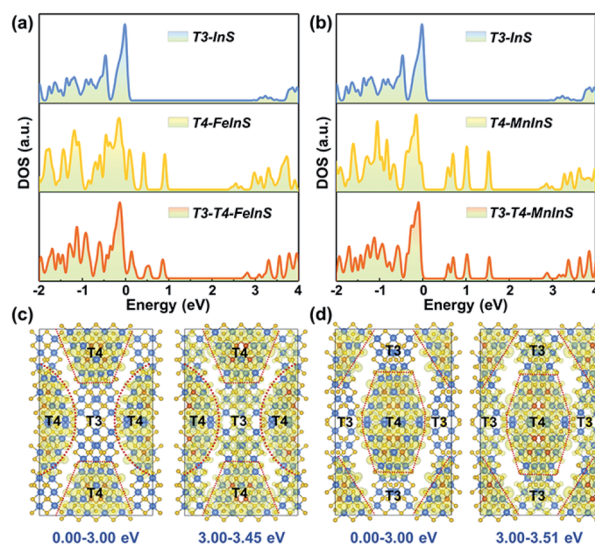 (a)
T3-InS
T4-FeInS
T3-T4-FeInS
DOS (a.u.)
-2 -1 0 1 2 3 4
Energy (eV)
(b)
T3-InS
T4-MnInS
T3-T4-MnInS
DOS (a.u.)
-2 -1 0 1 2 3 4
Energy (eV)
(c)
T4 T4
T4 T3 T4 T4 T3 T4
T4 T4
0.00-3.00 eV 3.00-3.45 eV
(d)
T3 T3
T3 T4 T3 T4 T3
T3 T3
0.00-3.00 eV 3.00-3.51 eV